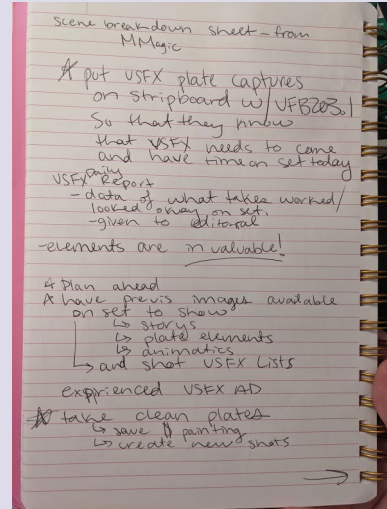 scene breakdown sheet - from
MMagic
☆ put VSFX plate captures
on stripboard w/ VFB203.1
So that they know
that VSFX needs to come
and have time on set today
VSFX daily Report
- data of what takes worked/
looked okay on set.
- given to editorial
- elements are invaluable!
☆ Plan ahead
☆ have previs images available
on set to show
↳ storys
↳ plate elements
↳ animatics
↳ and shot VSFX Lists
exprienced VSFX AD
☆ take clean plates
↳ save $ painting
↳ create new shots
→